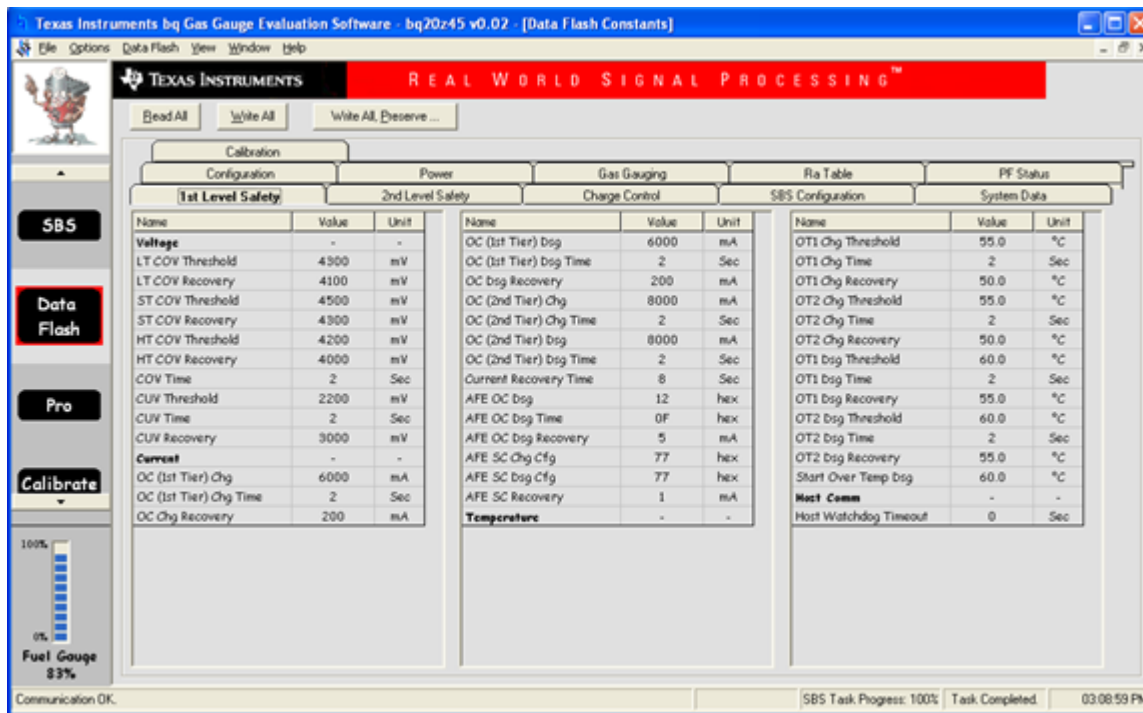 Texas Instruments bq Gas Gauge Evaluation Software - bq20z45 v0.02 - [Data Flash Constants]
File Options Data Flash View Window Help
TEXAS INSTRUMENTS REAL WORLD SIGNAL PROCESSING™
Read All Write All Write All, Preserve ...
Calibration
Configuration Power Gas Gauging Ra Table PF Status
1st Level Safety 2nd Level Safety Charge Control SBS Configuration System Data
SBS
Data Flash
Pro
Calibrate
100%
0%
Fuel Gauge
83%
Name Value Unit
Voltage - -
LT COV Threshold 4300 mV
LT COV Recovery 4100 mV
ST COV Threshold 4500 mV
ST COV Recovery 4300 mV
HT COV Threshold 4200 mV
HT COV Recovery 4000 mV
COV Time 2 Sec
CUV Threshold 2200 mV
CUV Time 2 Sec
CUV Recovery 3000 mV
Current - -
OC (1st Tier) Chg 6000 mA
OC (1st Tier) Chg Time 2 Sec
OC Chg Recovery 200 mA
Name Value Unit
OC (1st Tier) Dsg 6000 mA
OC (1st Tier) Dsg Time 2 Sec
OC Dsg Recovery 200 mA
OC (2nd Tier) Chg 8000 mA
OC (2nd Tier) Chg Time 2 Sec
OC (2nd Tier) Dsg 8000 mA
OC (2nd Tier) Dsg Time 2 Sec
Current Recovery Time 8 Sec
AFE OC Dsg 12 hex
AFE OC Dsg Time 0F hex
AFE OC Dsg Recovery 5 mA
AFE SC Chg Cfg 77 hex
AFE SC Dsg Cfg 77 hex
AFE SC Recovery 1 mA
Temperature - -
Name Value Unit
OT1 Chg Threshold 55.0 °C
OT1 Chg Time 2 Sec
OT1 Chg Recovery 50.0 °C
OT2 Chg Threshold 55.0 °C
OT2 Chg Time 2 Sec
OT2 Chg Recovery 50.0 °C
OT1 Dsg Threshold 60.0 °C
OT1 Dsg Time 2 Sec
OT1 Dsg Recovery 55.0 °C
OT2 Dsg Threshold 60.0 °C
OT2 Dsg Time 2 Sec
OT2 Dsg Recovery 55.0 °C
Start Over Temp Dsg 60.0 °C
Host Comm - -
Host Watchdog Timeout 0 Sec
Communication OK. SBS Task Progress: 100% Task Completed. 03:08:59 PM